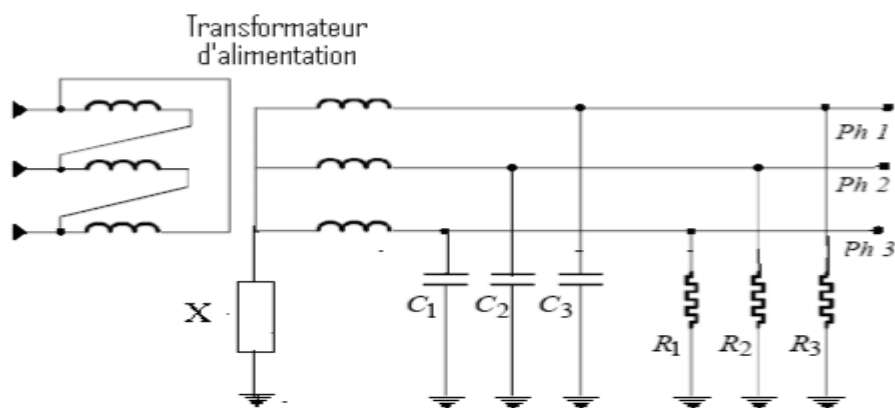 Transformateur
d'alimentation
Ph 1
Ph 2
Ph 3
X
C1 C2 C3
R1 R2 R3